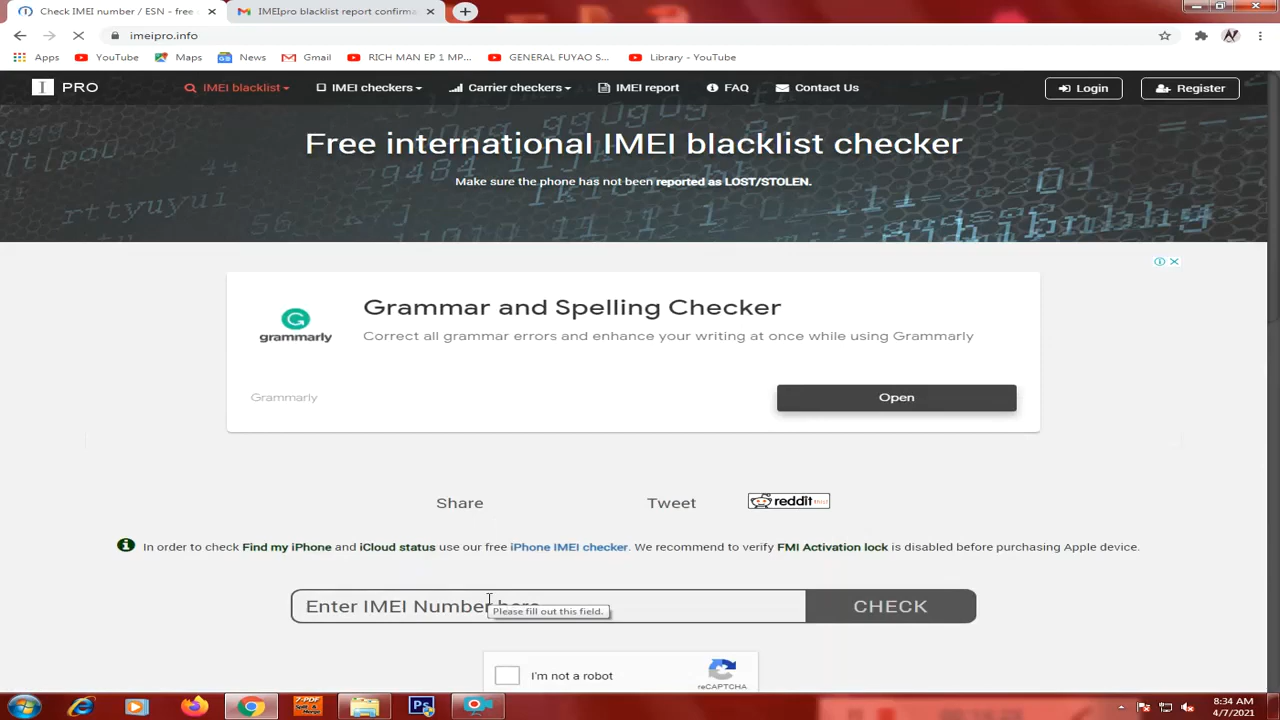 Check IMEI number / ESN - free
IMEIpro blacklist report confirma
imeipro.info
Apps
YouTube
Maps
News
Gmail
RICH MAN EP 1 MP...
GENERAL FUYAO S...
Library - YouTube
I PRO
IMEI blacklist
IMEI checkers
Carrier checkers
IMEI report
FAQ
Contact Us
Login
Register
Free international IMEI blacklist checker
Make sure the phone has not been reported as LOST/STOLEN.
Grammar and Spelling Checker
grammarly
Correct all grammar errors and enhance your writing at once while using Grammarly
Grammarly
Open
Share
Tweet
reddit
In order to check Find my iPhone and iCloud status use our free iPhone IMEI checker. We recommend to verify FMI Activation lock is disabled before purchasing Apple device.
Enter IMEI Number here
CHECK
Please fill out this field.
I'm not a robot
reCAPTCHA
8:34 AM
4/7/2021